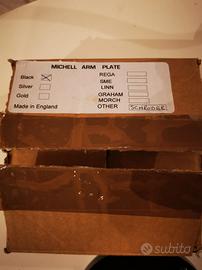 MICHELL ARM PLATE
Black REGA
Silver SME
LINN
Gold GRAHAM
MORCH
Made in England OTHER SCHRODER
subito